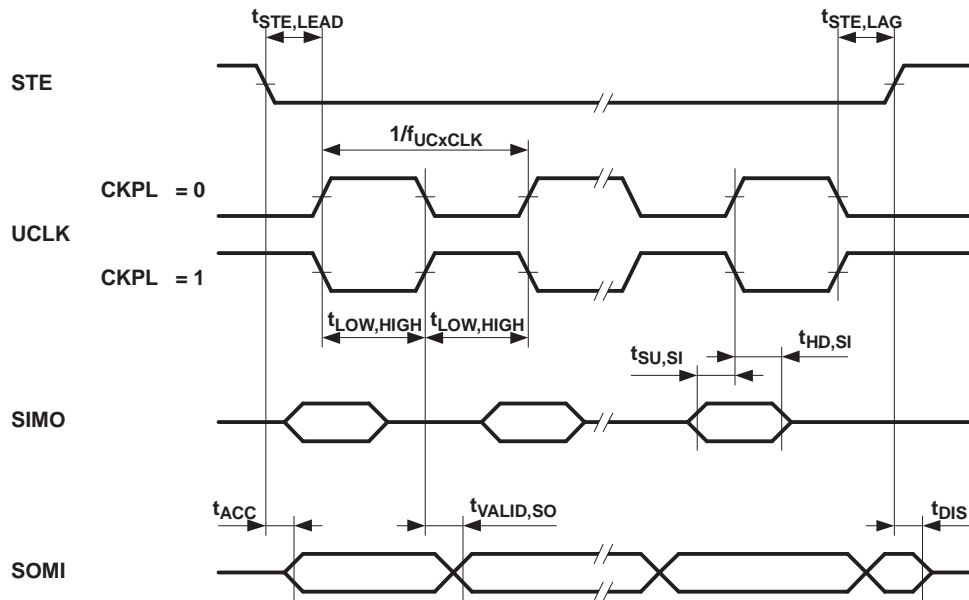 tSTE,LEAD
tSTE,LAG
STE
1/fUCxCLK
CKPL = 0
UCLK
CKPL = 1
tLOW,HIGH tLOW,HIGH
tSU,SI
tHD,SI
SIMO
tACC
tVALID,SO
tDIS
SOMI